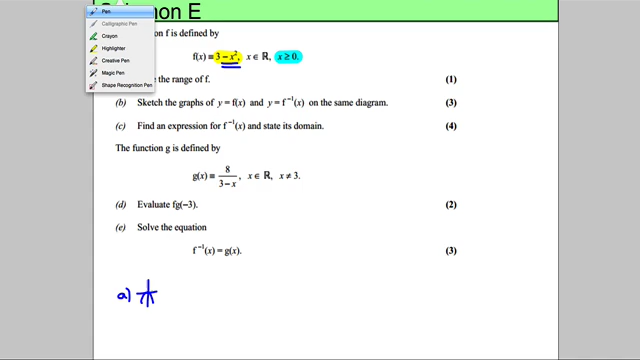 Pen
Calligraphic Pen
Crayon
Highlighter
Creative Pen
Magic Pen
Shape Recognition Pen
on E
on f is defined by
f(x) ≡ 3 – x², x ∈ ℝ, x ≥ 0.
the range of f. (1)
(b) Sketch the graphs of y = f(x) and y = f⁻¹(x) on the same diagram. (3)
(c) Find an expression for f⁻¹(x) and state its domain. (4)
The function g is defined by
g(x) ≡ 8/(3 – x), x ∈ ℝ, x ≠ 3.
(d) Evaluate fg(–3). (2)
(e) Solve the equation
f⁻¹(x) = g(x). (3)
a)